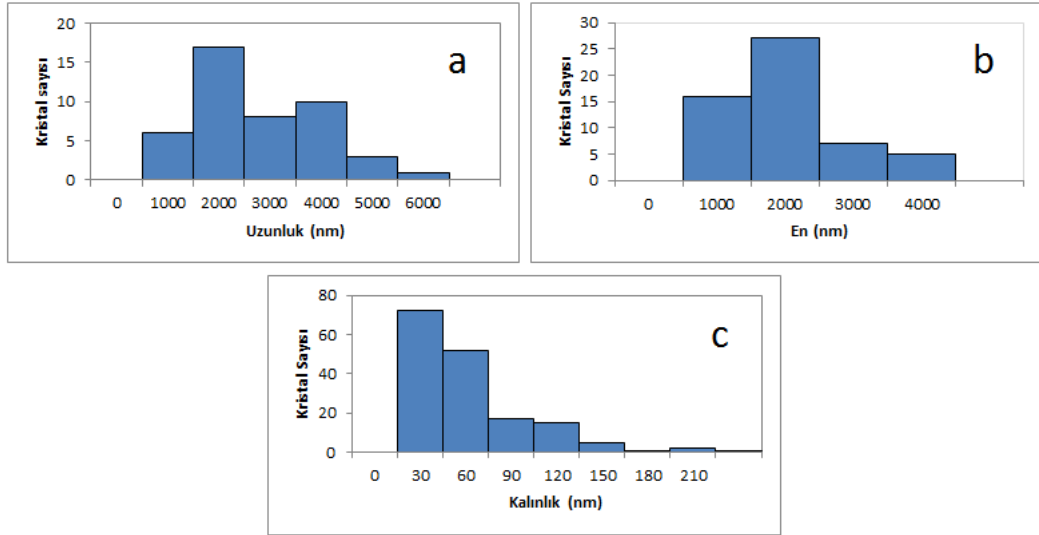 20
15
10
5
0
Kristal sayısı
a
0 1000 2000 3000 4000 5000 6000
Uzunluk (nm)
30
25
20
15
10
5
0
Kristal Sayısı
b
0 1000 2000 3000 4000
En (nm)
80
60
40
20
0
Kristal Sayısı
c
0 30 60 90 120 150 180 210
Kalınlık (nm)